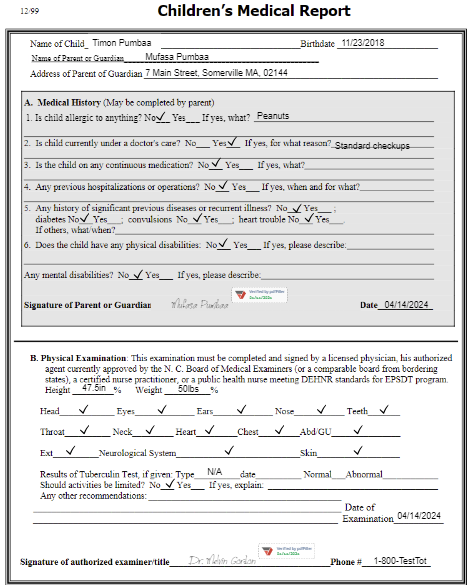 12/99
Children's Medical Report
Name of Child Timon Pumbaa Birthdate 11/23/2018
Name of Parent or Guardian Mufasa Pumbaa
Address of Parent of Guardian 7 Main Street, Somerville MA, 02144
A. Medical History (May be completed by parent)
1. Is child allergic to anything? No ✓ Yes___ If yes, what? Peanuts
2. Is child currently under a doctor's care? No___ Yes ✓ If yes, for what reason? Standard checkups
3. Is the child on any continuous medication? No ✓ Yes___ If yes, what?
4. Any previous hospitalizations or operations? No ✓ Yes___ If yes, when and for what?
5. Any history of significant previous diseases or recurrent illness? No ✓ Yes___ ;
diabetes No ✓ Yes___; convulsions No ✓ Yes___; heart trouble No ✓ Yes___.
If others, what/when?
6. Does the child have any physical disabilities: No ✓ Yes___ If yes, please describe:
Any mental disabilities? No ✓ Yes___ If yes, please describe:
Verified by pdfFiller
04/14/2024
Signature of Parent or Guardian Mufasa Pumbaa Date 04/14/2024
B. Physical Examination: This examination must be completed and signed by a licensed physician, his authorized
agent currently approved by the N. C. Board of Medical Examiners (or a comparable board from bordering
states), a certified nurse practitioner, or a public health nurse meeting DEHNR standards for EPSDT program.
Height 47.5in % Weight 50lbs %
Head ✓ Eyes ✓ Ears ✓ Nose ✓ Teeth ✓
Throat ✓ Neck ✓ Heart ✓ Chest ✓ Abd/GU ✓
Ext ✓ Neurological System ✓ Skin ✓
Results of Tuberculin Test, if given: Type N/A date Normal Abnormal
Should activities be limited? No ✓ Yes___ If yes, explain:
Any other recommendations:
Date of
Examination 04/14/2024
Verified by pdfFiller
04/14/2024
Signature of authorized examiner/title Dr. Melvin Gordon Phone # 1-800-TestTot